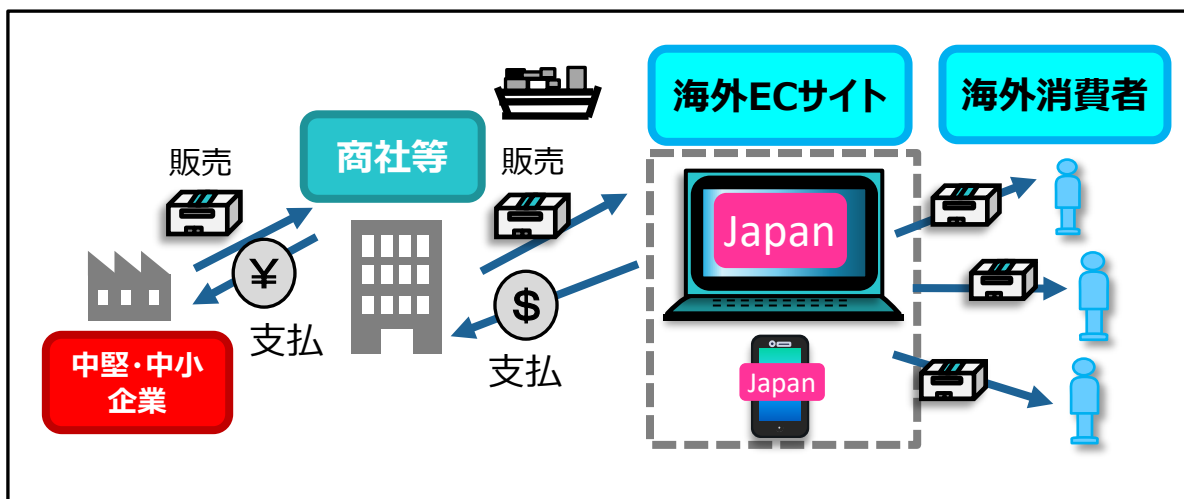 海外ECサイト
海外消費者
商社等
販売
販売
Japan
¥
$
支払
支払
中堅・中小
企業
Japan